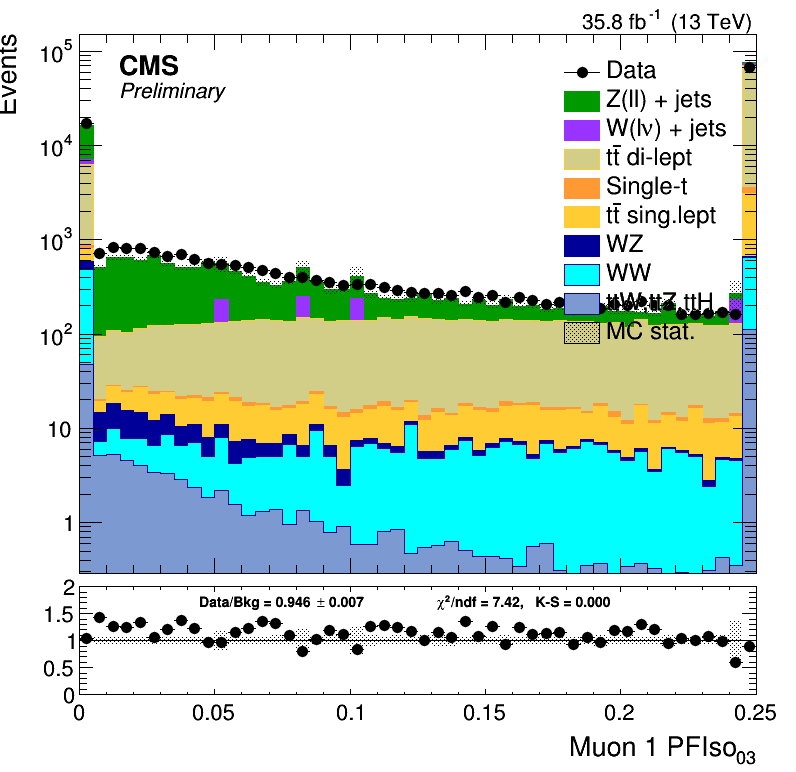 35.8 fb⁻¹ (13 TeV)
Events
CMS
Preliminary
Data
Z(ll) + jets
W(lν) + jets
tt̄ di-lept
Single-t
tt̄ sing.lept
WZ
WW
ttW ttZ ttH
MC stat.
10⁵
10⁴
10³
10²
10
1
Data/Bkg = 0.946 ± 0.007 χ²/ndf = 7.42, K-S = 0.000
2
1.5
1
0.5
0
0 0.05 0.1 0.15 0.2 0.25
Muon 1 PFIso₀₃